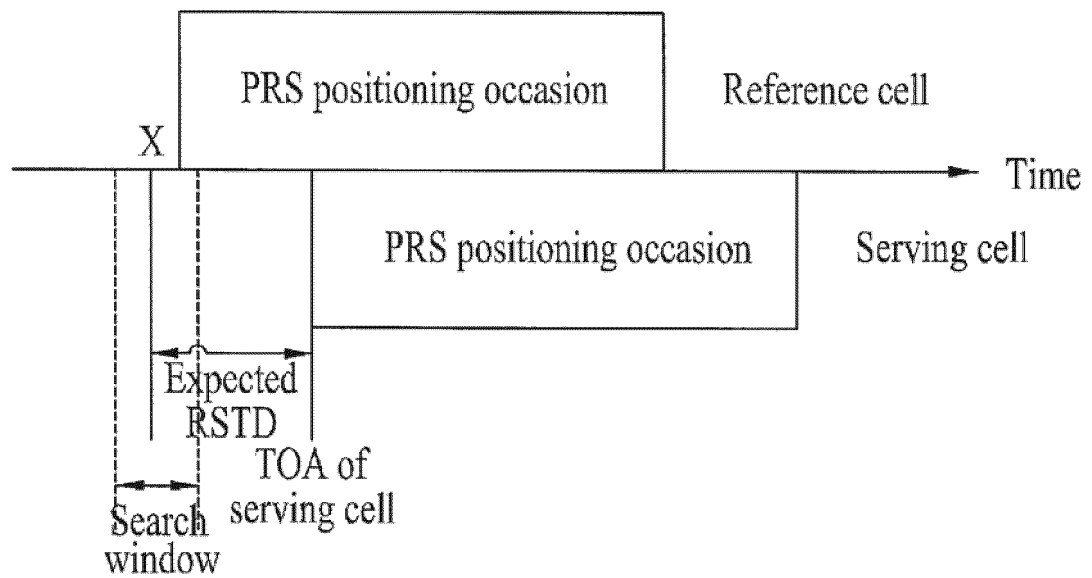 PRS positioning occasion
Reference cell
X
Time
PRS positioning occasion
Serving cell
Expected
RSTD
TOA of
serving cell
Search
window